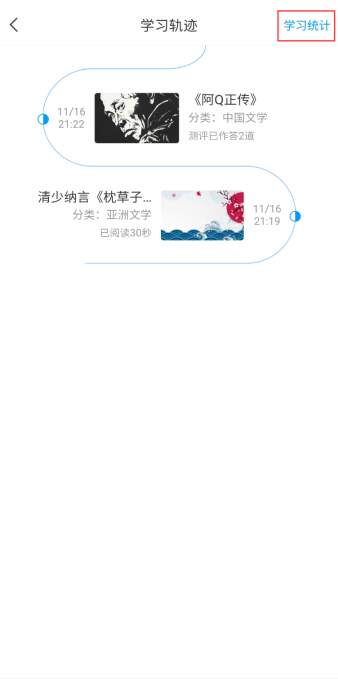 学习轨迹
学习统计
《阿Q正传》
11/16
21:22
分类：中国文学
测评已作答2道
清少纳言《枕草子...
11/16
21:19
分类：亚洲文学
已阅读30秒